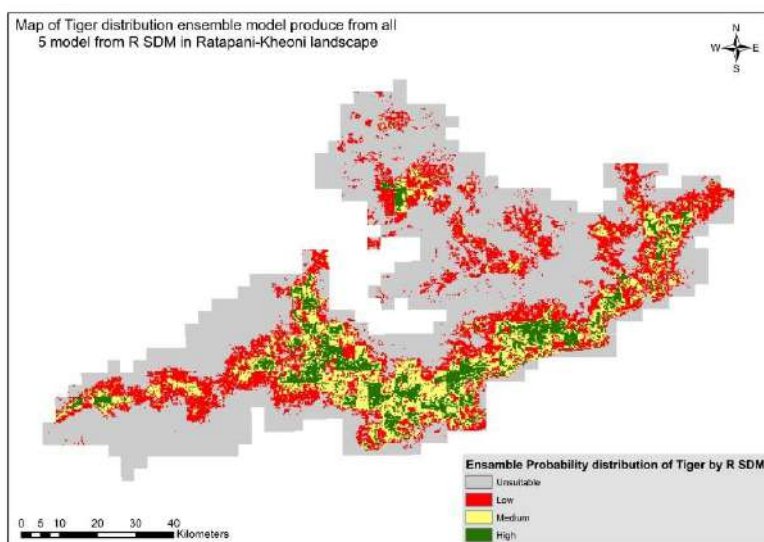 Map of Tiger distribution ensemble model produce from all
5 model from R SDM in Ratapani-Kheoni landscape
N
W E
S
Ensamble Probability distribution of Tiger by R SDM
Unsuitable
Low
Medium
High
0 5 10 20 30 40
Kilometers